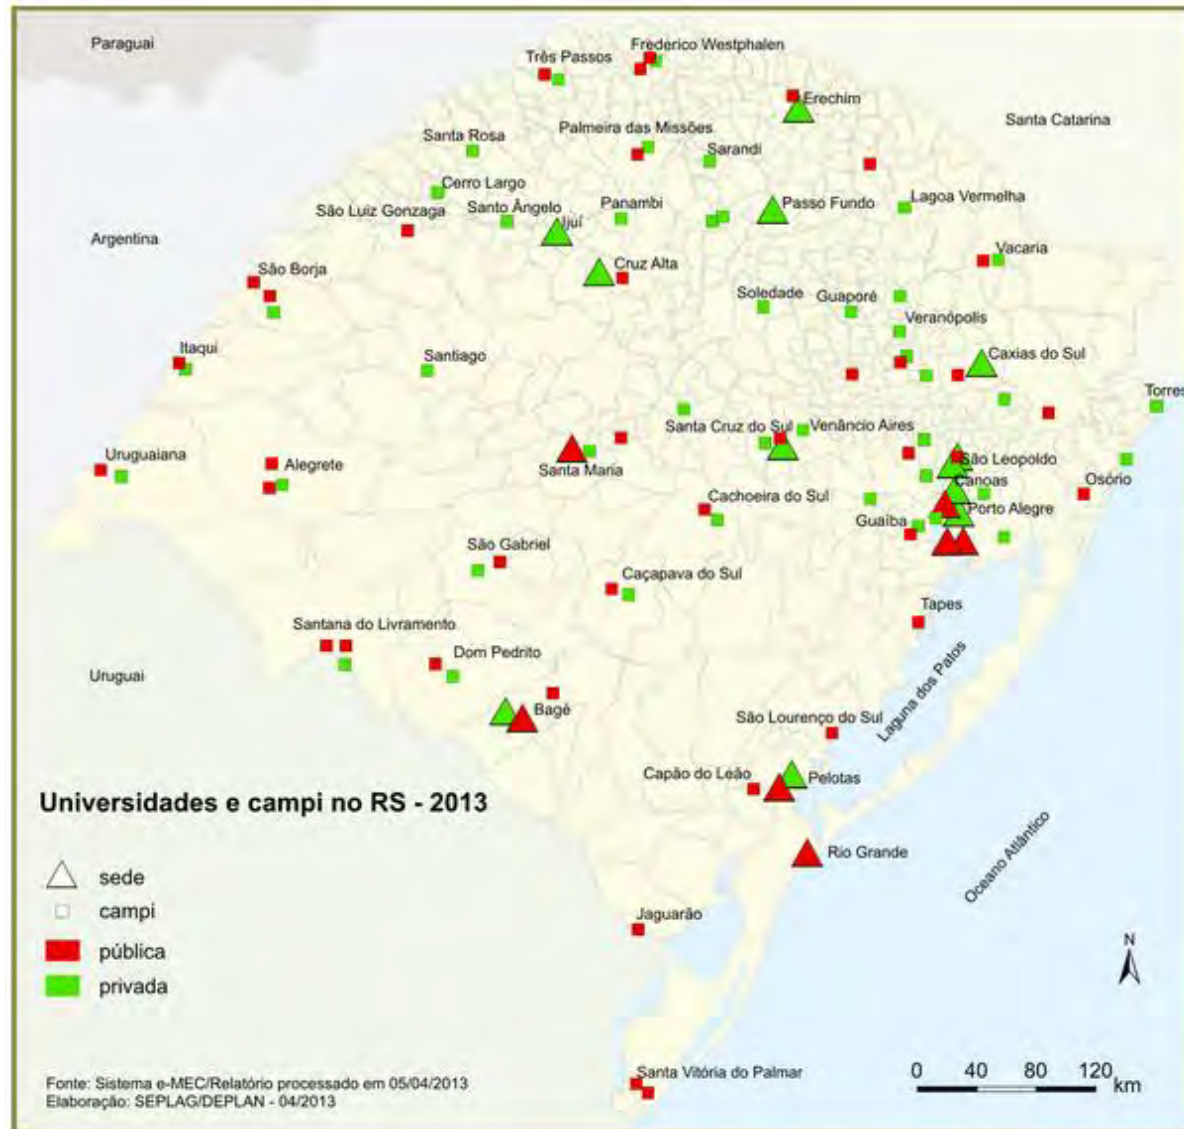 Paraguai
Frederico Westphalen
Três Passos
Erechim
Santa Catarina
Palmeira das Missões
Santa Rosa
Sarandi
Cerro Largo
Lagoa Vermelha
Passo Fundo
Panambi
Santo Ângelo
São Luiz Gonzaga
Ijuí
Argentina
Vacaria
Cruz Alta
São Borja
Soledade
Guaporé
Veranópolis
Itaqui
Santiago
Caxias do Sul
Torres
Santa Cruz do Sul
Venâncio Aires
São Leopoldo
Uruguaiana
Alegrete
Santa Maria
Canoas
Osório
Cachoeira do Sul
Porto Alegre
Guaíba
São Gabriel
Caçapava do Sul
Tapes
Santana do Livramento
Dom Pedrito
Uruguai
Laguna dos Patos
Bagé
São Lourenço do Sul
Capão do Leão
Pelotas
Rio Grande
Oceano Atlântico
Jaguarão
Santa Vitória do Palmar
Universidades e campi no RS - 2013
sede
campi
pública
privada
N
Fonte: Sistema e-MEC/Relatório processado em 05/04/2013
Elaboração: SEPLAG/DEPLAN - 04/2013
0 40 80 120
km